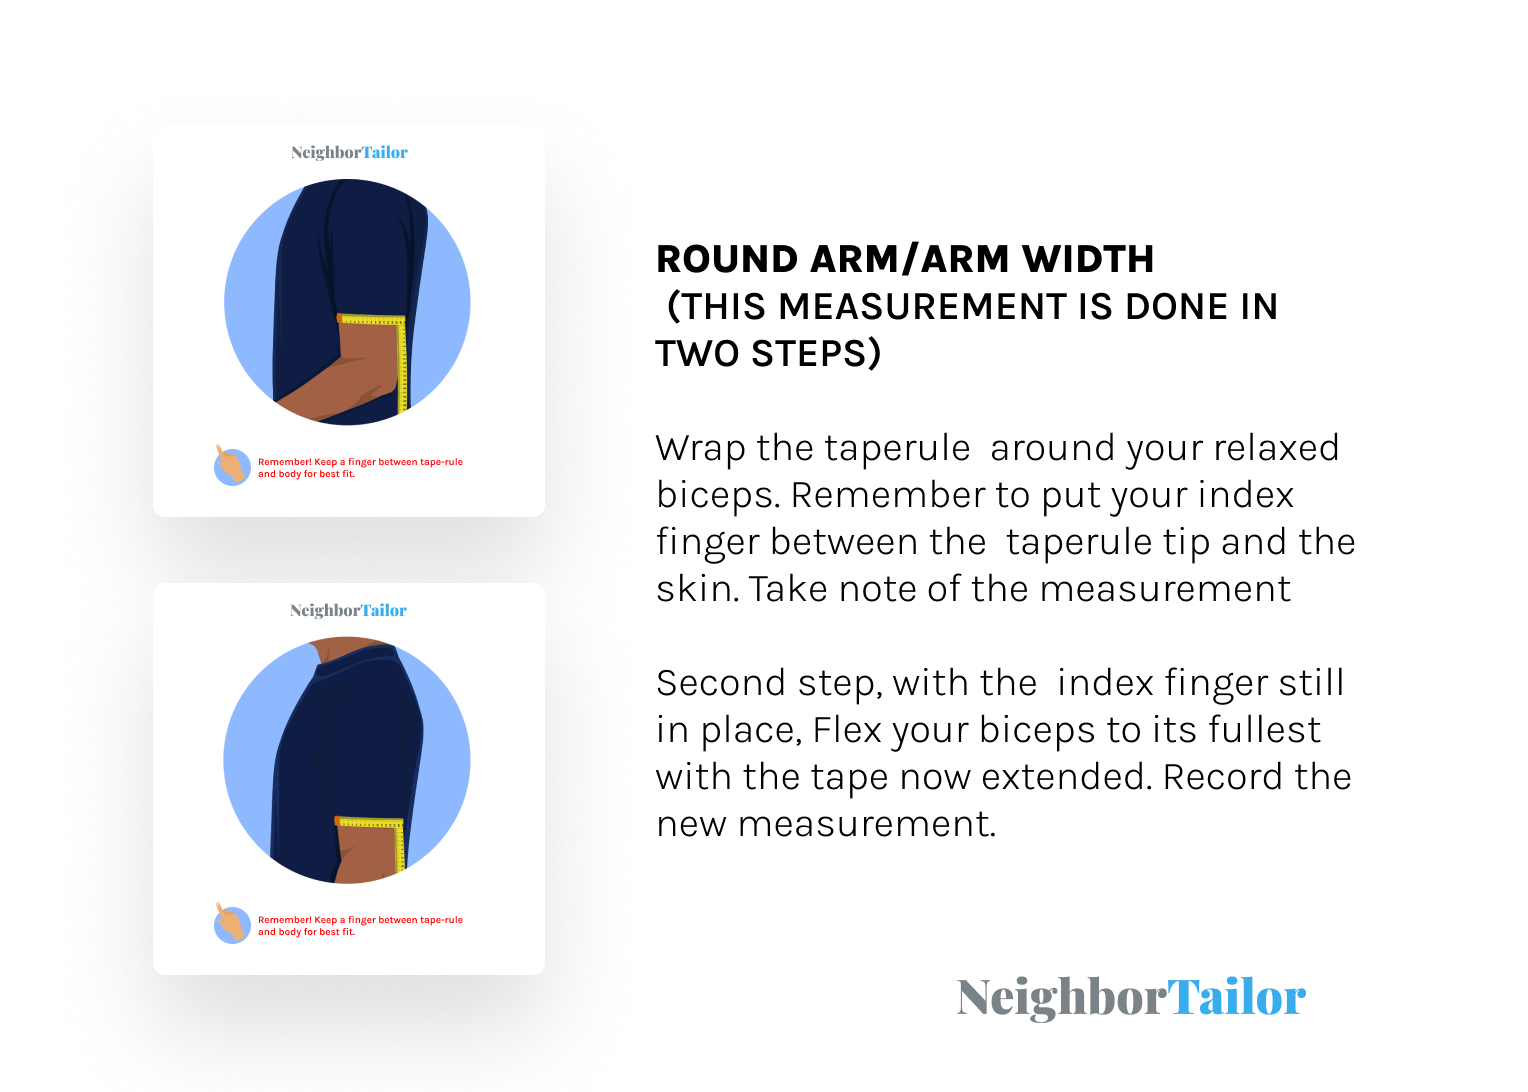 NeighborTailor
Remember! Keep a finger between tape-rule
and body for best fit.
NeighborTailor
Remember! Keep a finger between tape-rule
and body for best fit.
ROUND ARM/ARM WIDTH
(THIS MEASUREMENT IS DONE IN
TWO STEPS)
Wrap the taperule around your relaxed
biceps. Remember to put your index
finger between the taperule tip and the
skin. Take note of the measurement
Second step, with the index finger still
in place, Flex your biceps to its fullest
with the tape now extended. Record the
new measurement.
NeighborTailor